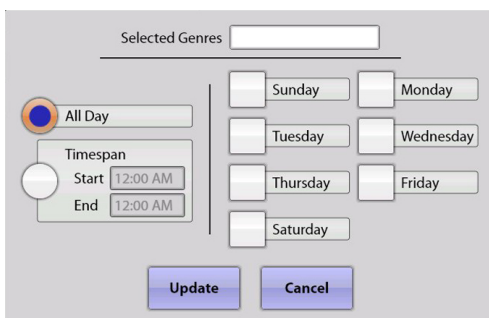 Selected Genres
All Day
Timespan
Start 12:00 AM
End 12:00 AM
Sunday Monday
Tuesday Wednesday
Thursday Friday
Saturday
Update Cancel